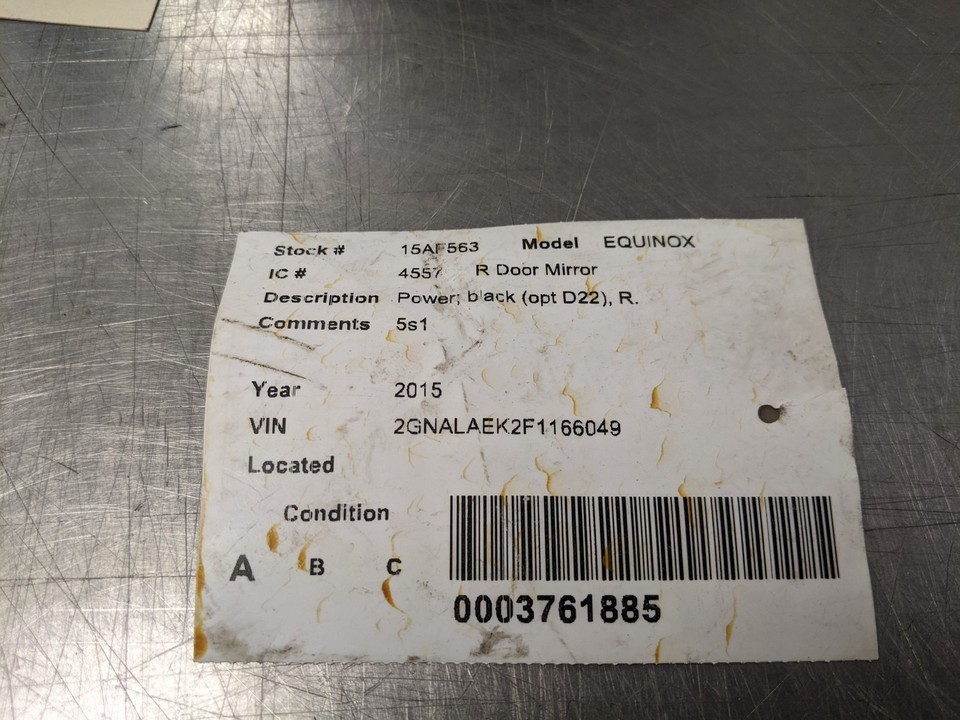 Stock # 15AF563 Model EQUINOX
IC # 4557 R Door Mirror
Description Power; black (opt D22), R.
Comments 5s1
Year 2015
VIN 2GNALAEK2F1166049
Located
Condition
A B C
0003761885